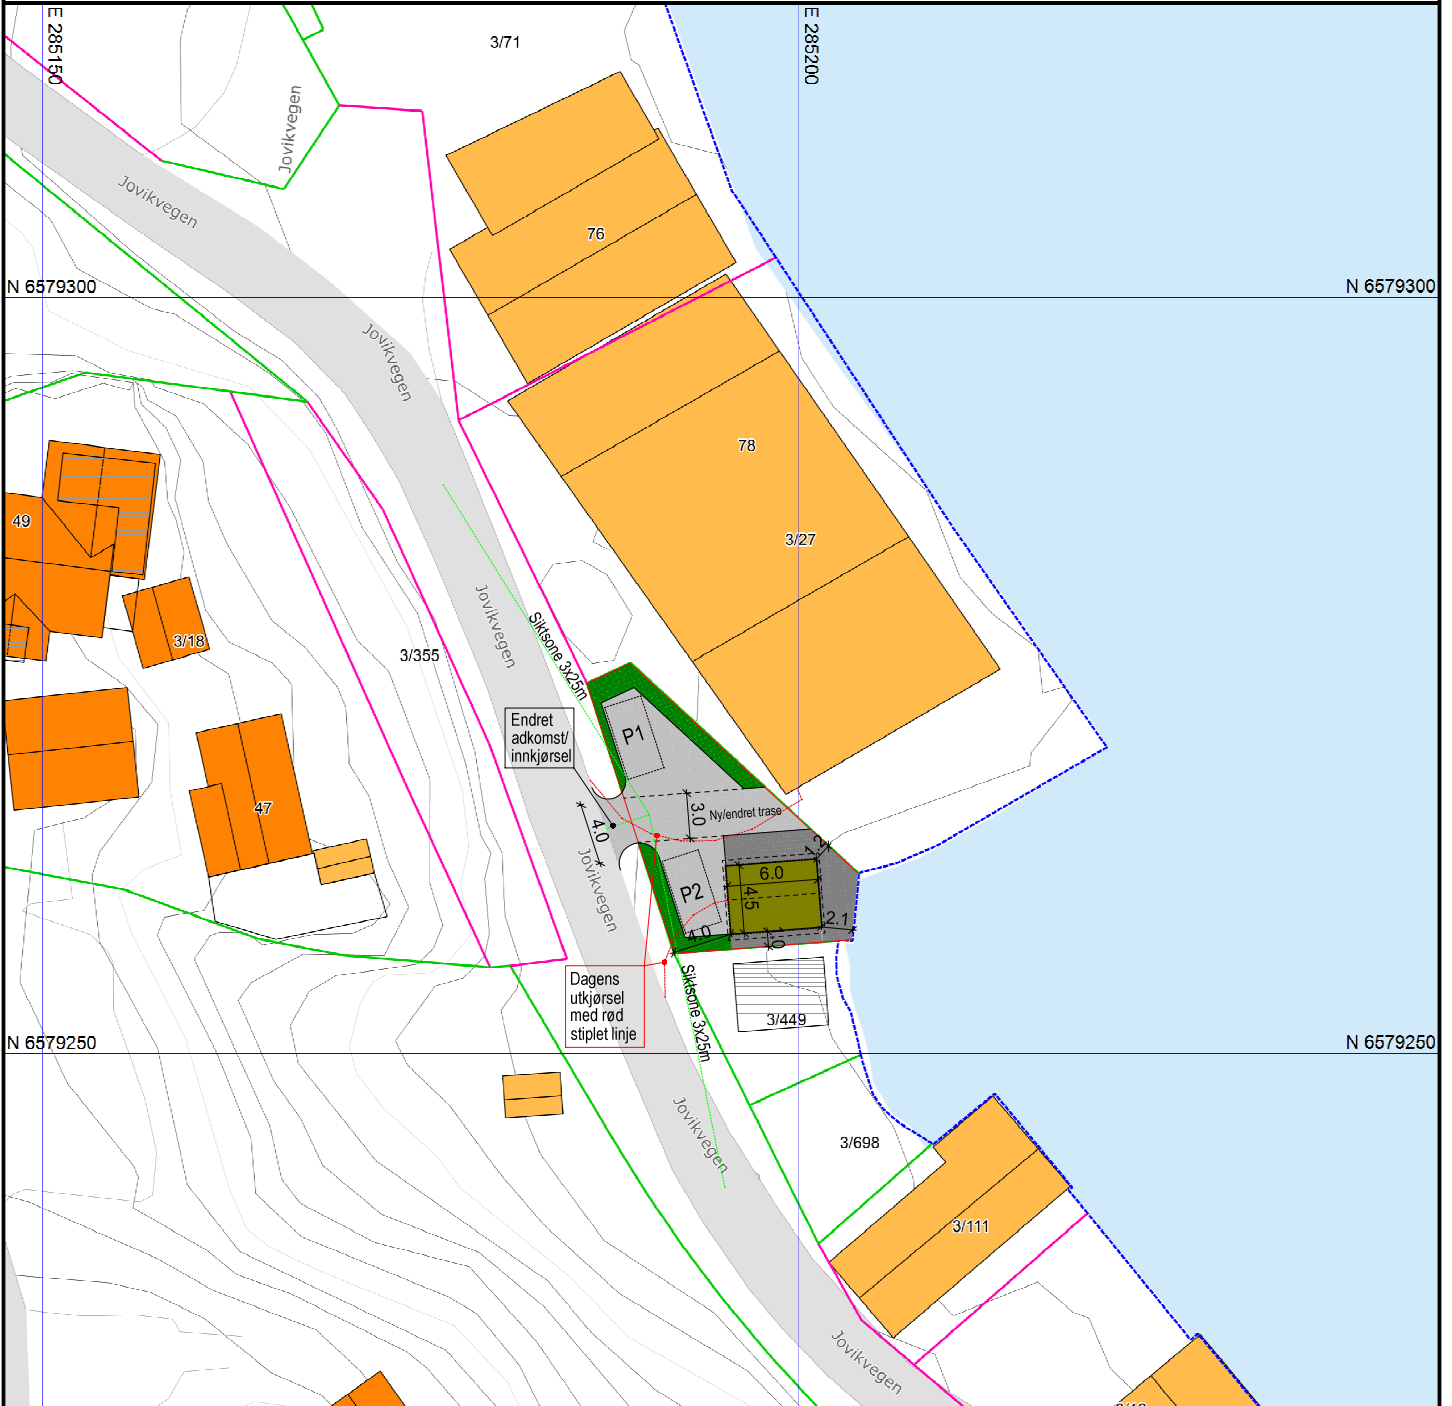 E 285150
E 285200
3/71
Jovikvegen
Jovikvegen
76
N 6579300
N 6579300
Jovikvegen
78
49
3/27
Jovikvegen
Siktsone 3x25m
3/18
3/355
Endret
adkomst/
innkjørsel
P1
3.0
Ny/endret trase
47
4.0
Jovikvegen
1.2
6.0
4.5
P2
2.1
4.0
Dagens
utkjørsel
med rød
stiplet linje
Siktsone 3x25m
3/449
N 6579250
N 6579250
Jovikvegen
3/698
3/111
Jovikvegen